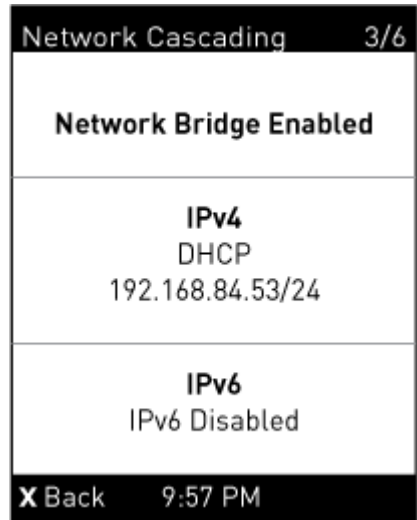 Network Cascading 3/6
Network Bridge Enabled
IPv4
DHCP
192.168.84.53/24
IPv6
IPv6 Disabled
X Back 9:57 PM